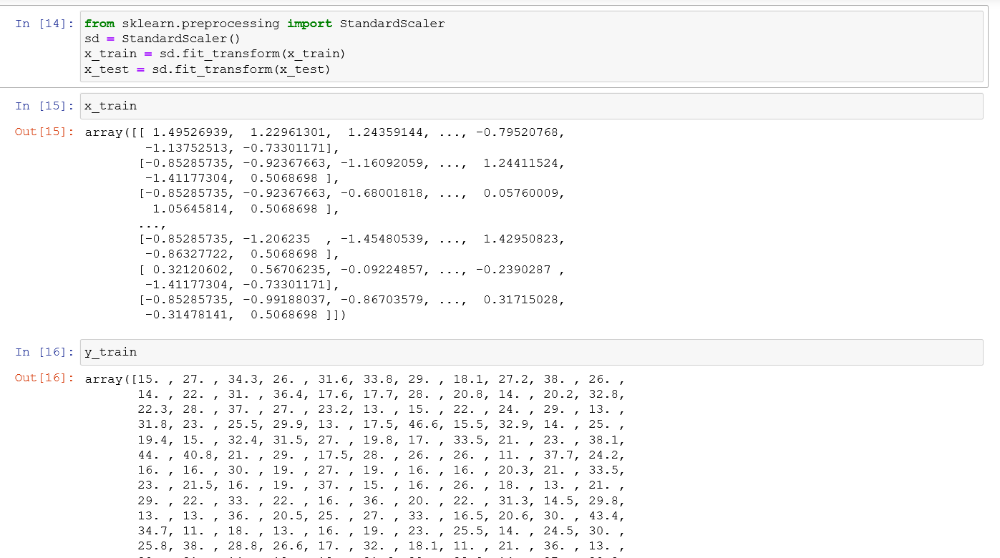 In [14]: from sklearn.preprocessing import StandardScaler
sd = StandardScaler()
x_train = sd.fit_transform(x_train)
x_test = sd.fit_transform(x_test)
In [15]: x_train
Out[15]: array([[ 1.49526939,  1.22961301,  1.24359144, ..., -0.79520768,
-1.13752513, -0.73301171],
[-0.85285735, -0.92367663, -1.16092059, ...,  1.24411524,
-1.41177304,  0.5068698 ],
[-0.85285735, -0.92367663, -0.68001818, ...,  0.05760009,
1.05645814,  0.5068698 ],
...,
[-0.85285735, -1.206235  , -1.45480539, ...,  1.42950823,
-0.86327722,  0.5068698 ],
[ 0.32120602,  0.56706235, -0.09224857, ..., -0.2390287 ,
-1.41177304, -0.73301171],
[-0.85285735, -0.99188037, -0.86703579, ...,  0.31715028,
-0.31478141,  0.5068698 ]])
In [16]: y_train
Out[16]: array([15. , 27. , 34.3, 26. , 31.6, 33.8, 29. , 18.1, 27.2, 38. , 26. ,
14. , 22. , 31. , 36.4, 17.6, 17.7, 28. , 20.8, 14. , 20.2, 32.8,
22.3, 28. , 37. , 27. , 23.2, 13. , 15. , 22. , 24. , 29. , 13. ,
31.8, 23. , 25.5, 29.9, 13. , 17.5, 46.6, 15.5, 32.9, 14. , 25. ,
19.4, 15. , 32.4, 31.5, 27. , 19.8, 17. , 33.5, 21. , 23. , 38.1,
44. , 40.8, 21. , 29. , 17.5, 28. , 26. , 26. , 11. , 37.7, 24.2,
16. , 16. , 30. , 19. , 27. , 19. , 16. , 16. , 20.3, 21. , 33.5,
23. , 21.5, 16. , 19. , 37. , 15. , 16. , 26. , 18. , 13. , 21. ,
29. , 22. , 33. , 22. , 16. , 36. , 20. , 22. , 31.3, 14.5, 29.8,
13. , 13. , 36. , 20.5, 25. , 27. , 33. , 16.5, 20.6, 30. , 43.4,
34.7, 11. , 18. , 13. , 16. , 19. , 23. , 25.5, 14. , 24.5, 30. ,
25.8, 38. , 28.8, 26.6, 17. , 32. , 18.1, 11. , 21. , 36. , 13. ,